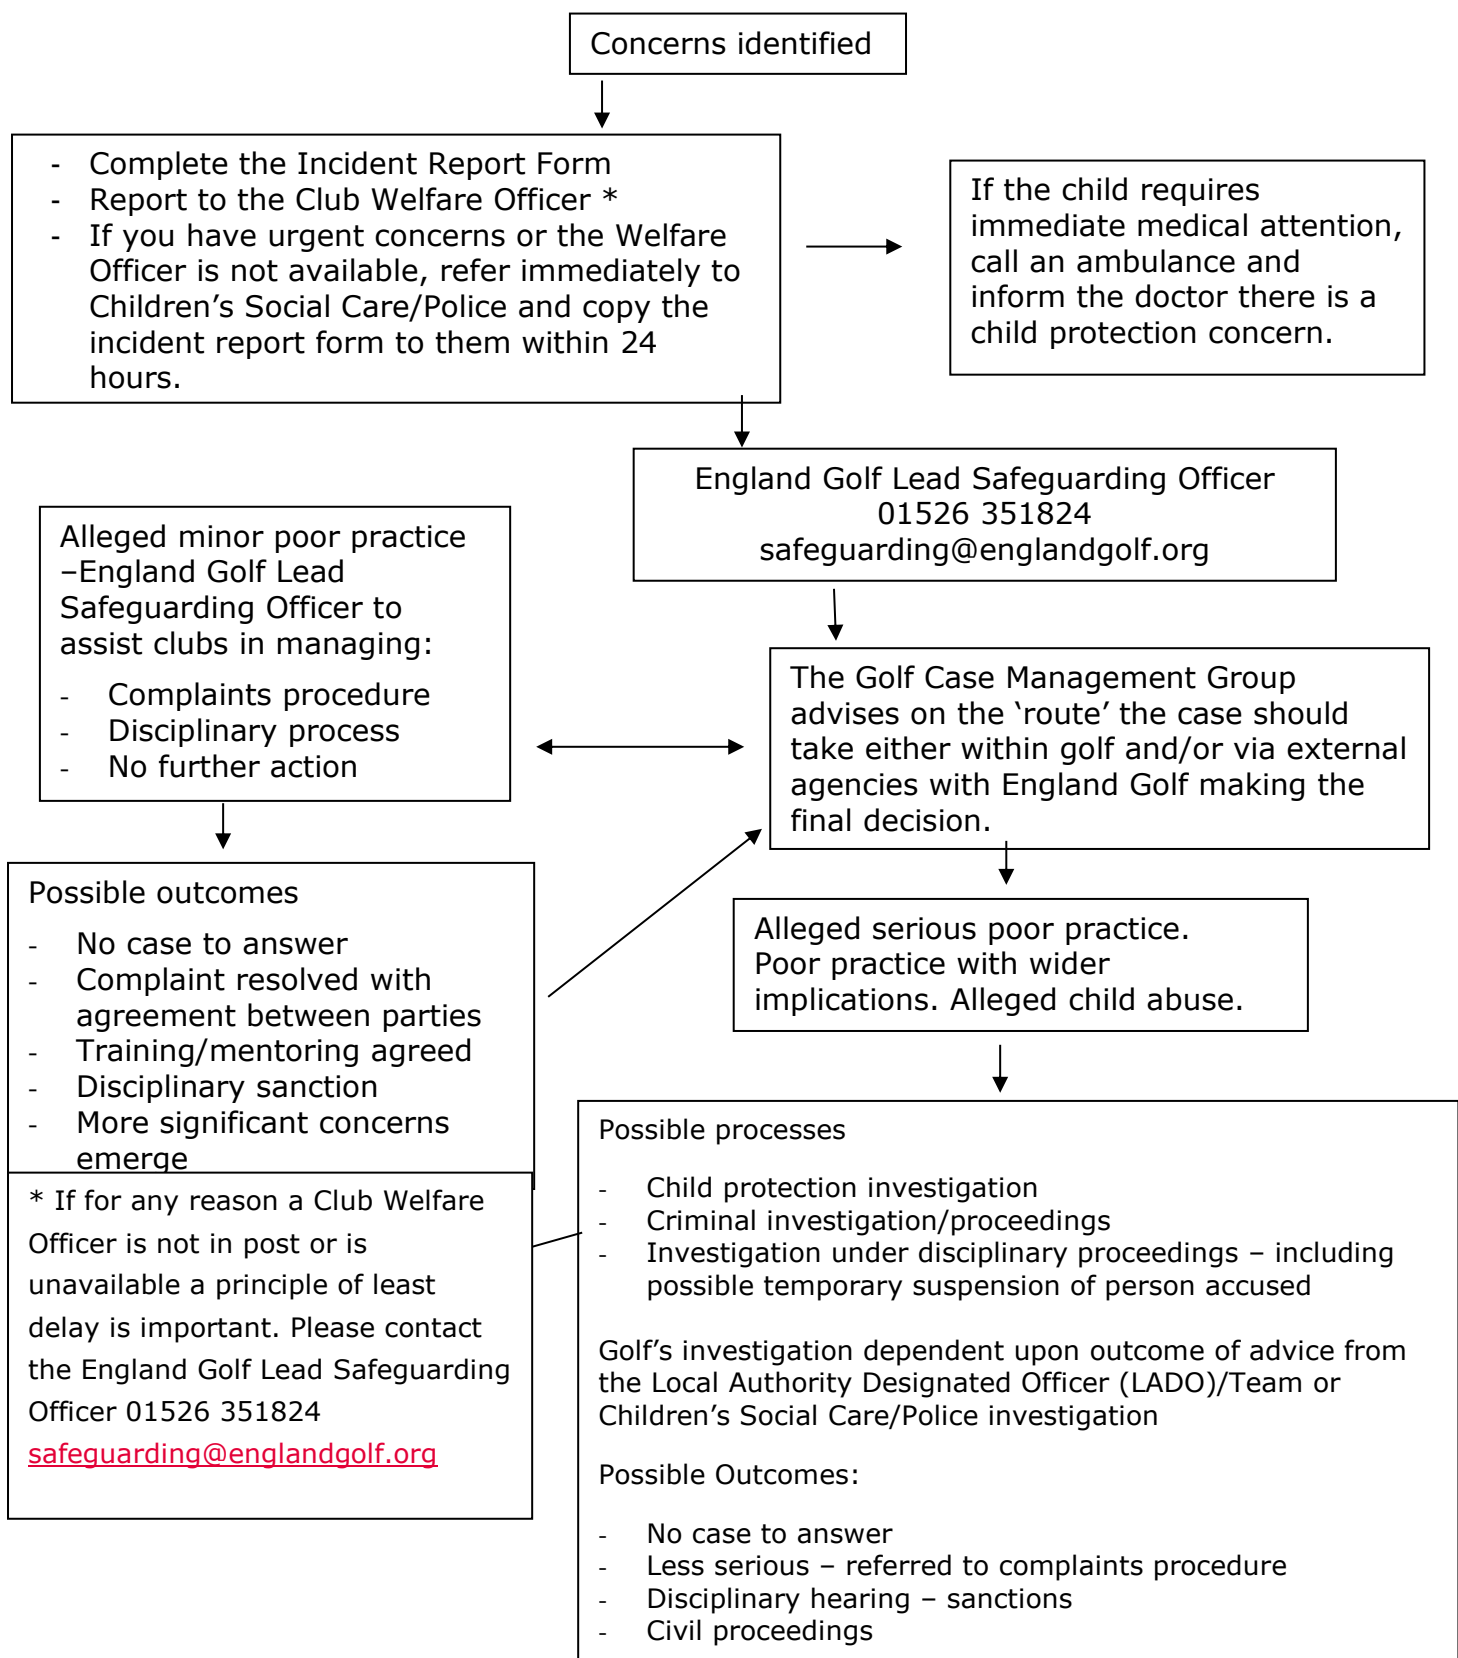 Concerns identified
- Complete the Incident Report Form
- Report to the Club Welfare Officer *
- If you have urgent concerns or the Welfare
Officer is not available, refer immediately to
Children’s Social Care/Police and copy the
incident report form to them within 24
hours.
If the child requires
immediate medical attention,
call an ambulance and
inform the doctor there is a
child protection concern.
England Golf Lead Safeguarding Officer
01526 351824
safeguarding@englandgolf.org
Alleged minor poor practice
–England Golf Lead
Safeguarding Officer to
assist clubs in managing:
- Complaints procedure
- Disciplinary process
- No further action
The Golf Case Management Group
advises on the ‘route’ the case should
take either within golf and/or via external
agencies with England Golf making the
final decision.
Possible outcomes
- No case to answer
- Complaint resolved with
agreement between parties
- Training/mentoring agreed
- Disciplinary sanction
- More significant concerns
emerge
Alleged serious poor practice.
Poor practice with wider
implications. Alleged child abuse.
* If for any reason a Club Welfare
Officer is not in post or is
unavailable a principle of least
delay is important. Please contact
the England Golf Lead Safeguarding
Officer 01526 351824
safeguarding@englandgolf.org
Possible processes
- Child protection investigation
- Criminal investigation/proceedings
- Investigation under disciplinary proceedings – including
possible temporary suspension of person accused
Golf’s investigation dependent upon outcome of advice from
the Local Authority Designated Officer (LADO)/Team or
Children’s Social Care/Police investigation
Possible Outcomes:
- No case to answer
- Less serious – referred to complaints procedure
- Disciplinary hearing – sanctions
- Civil proceedings